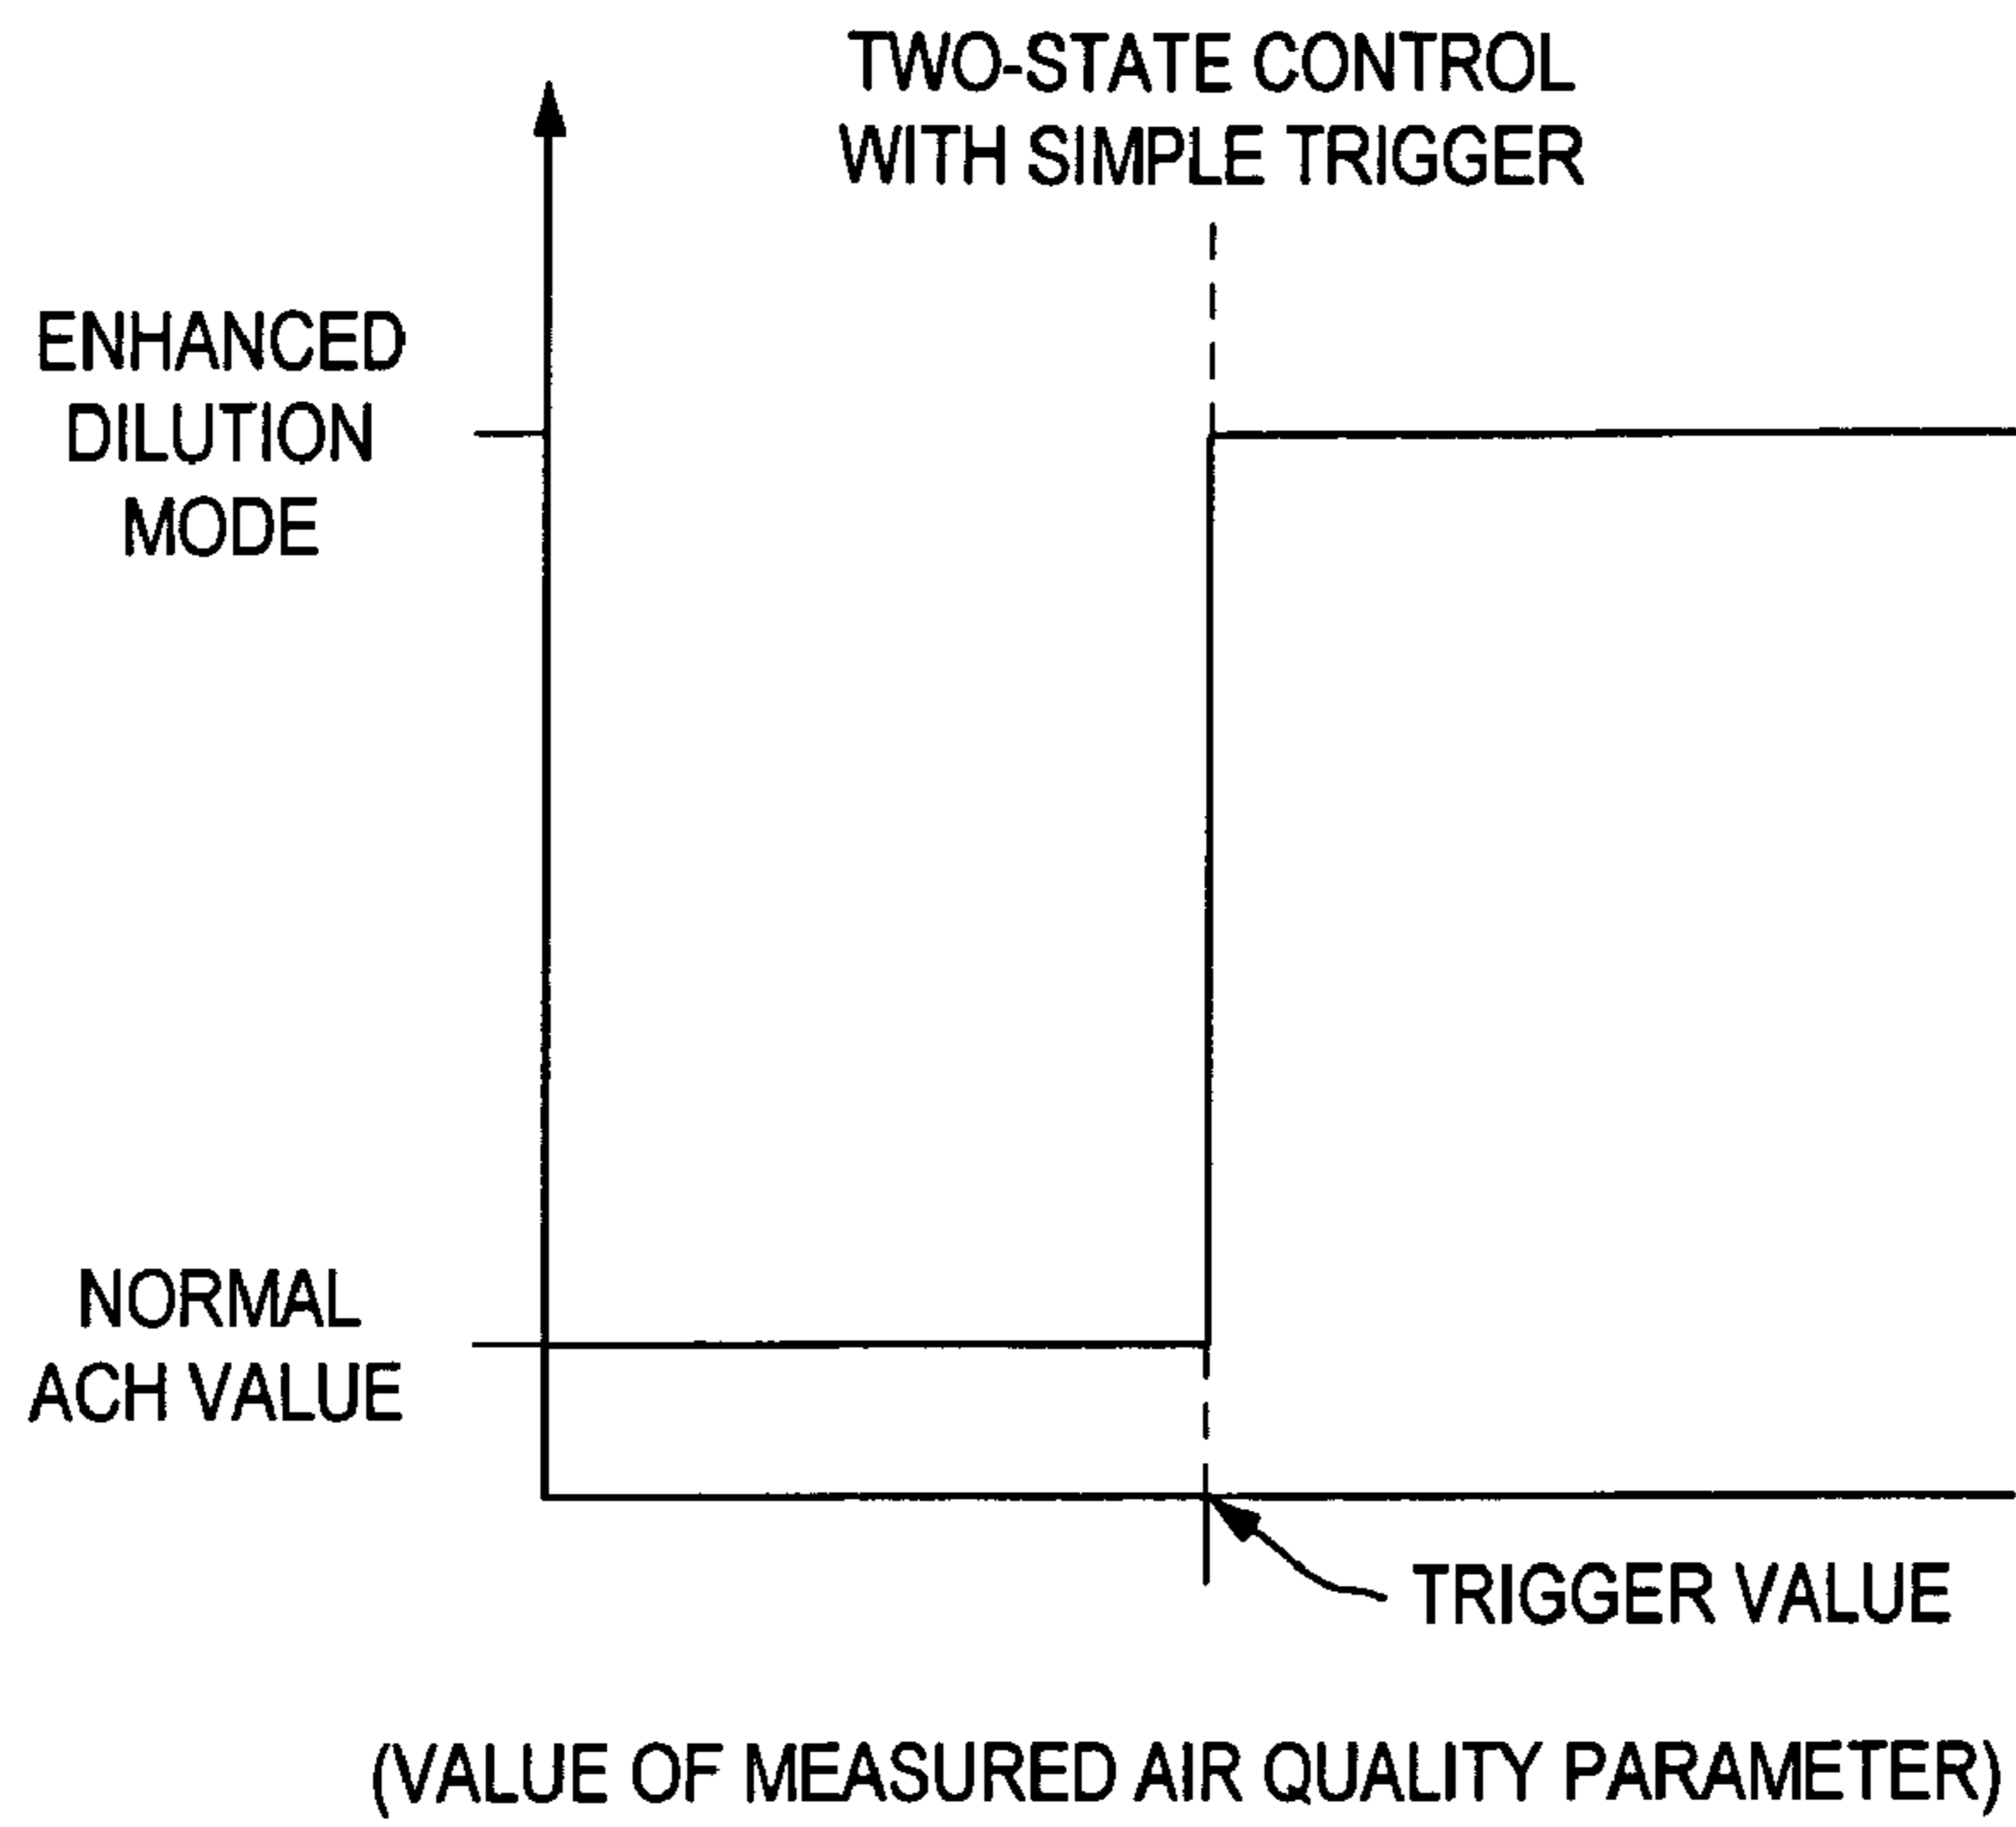 TWO-STATE CONTROL
WITH SIMPLE TRIGGER
ENHANCED
DILUTION
MODE
NORMAL
ACH VALUE
TRIGGER VALUE
(VALUE OF MEASURED AIR QUALITY PARAMETER)